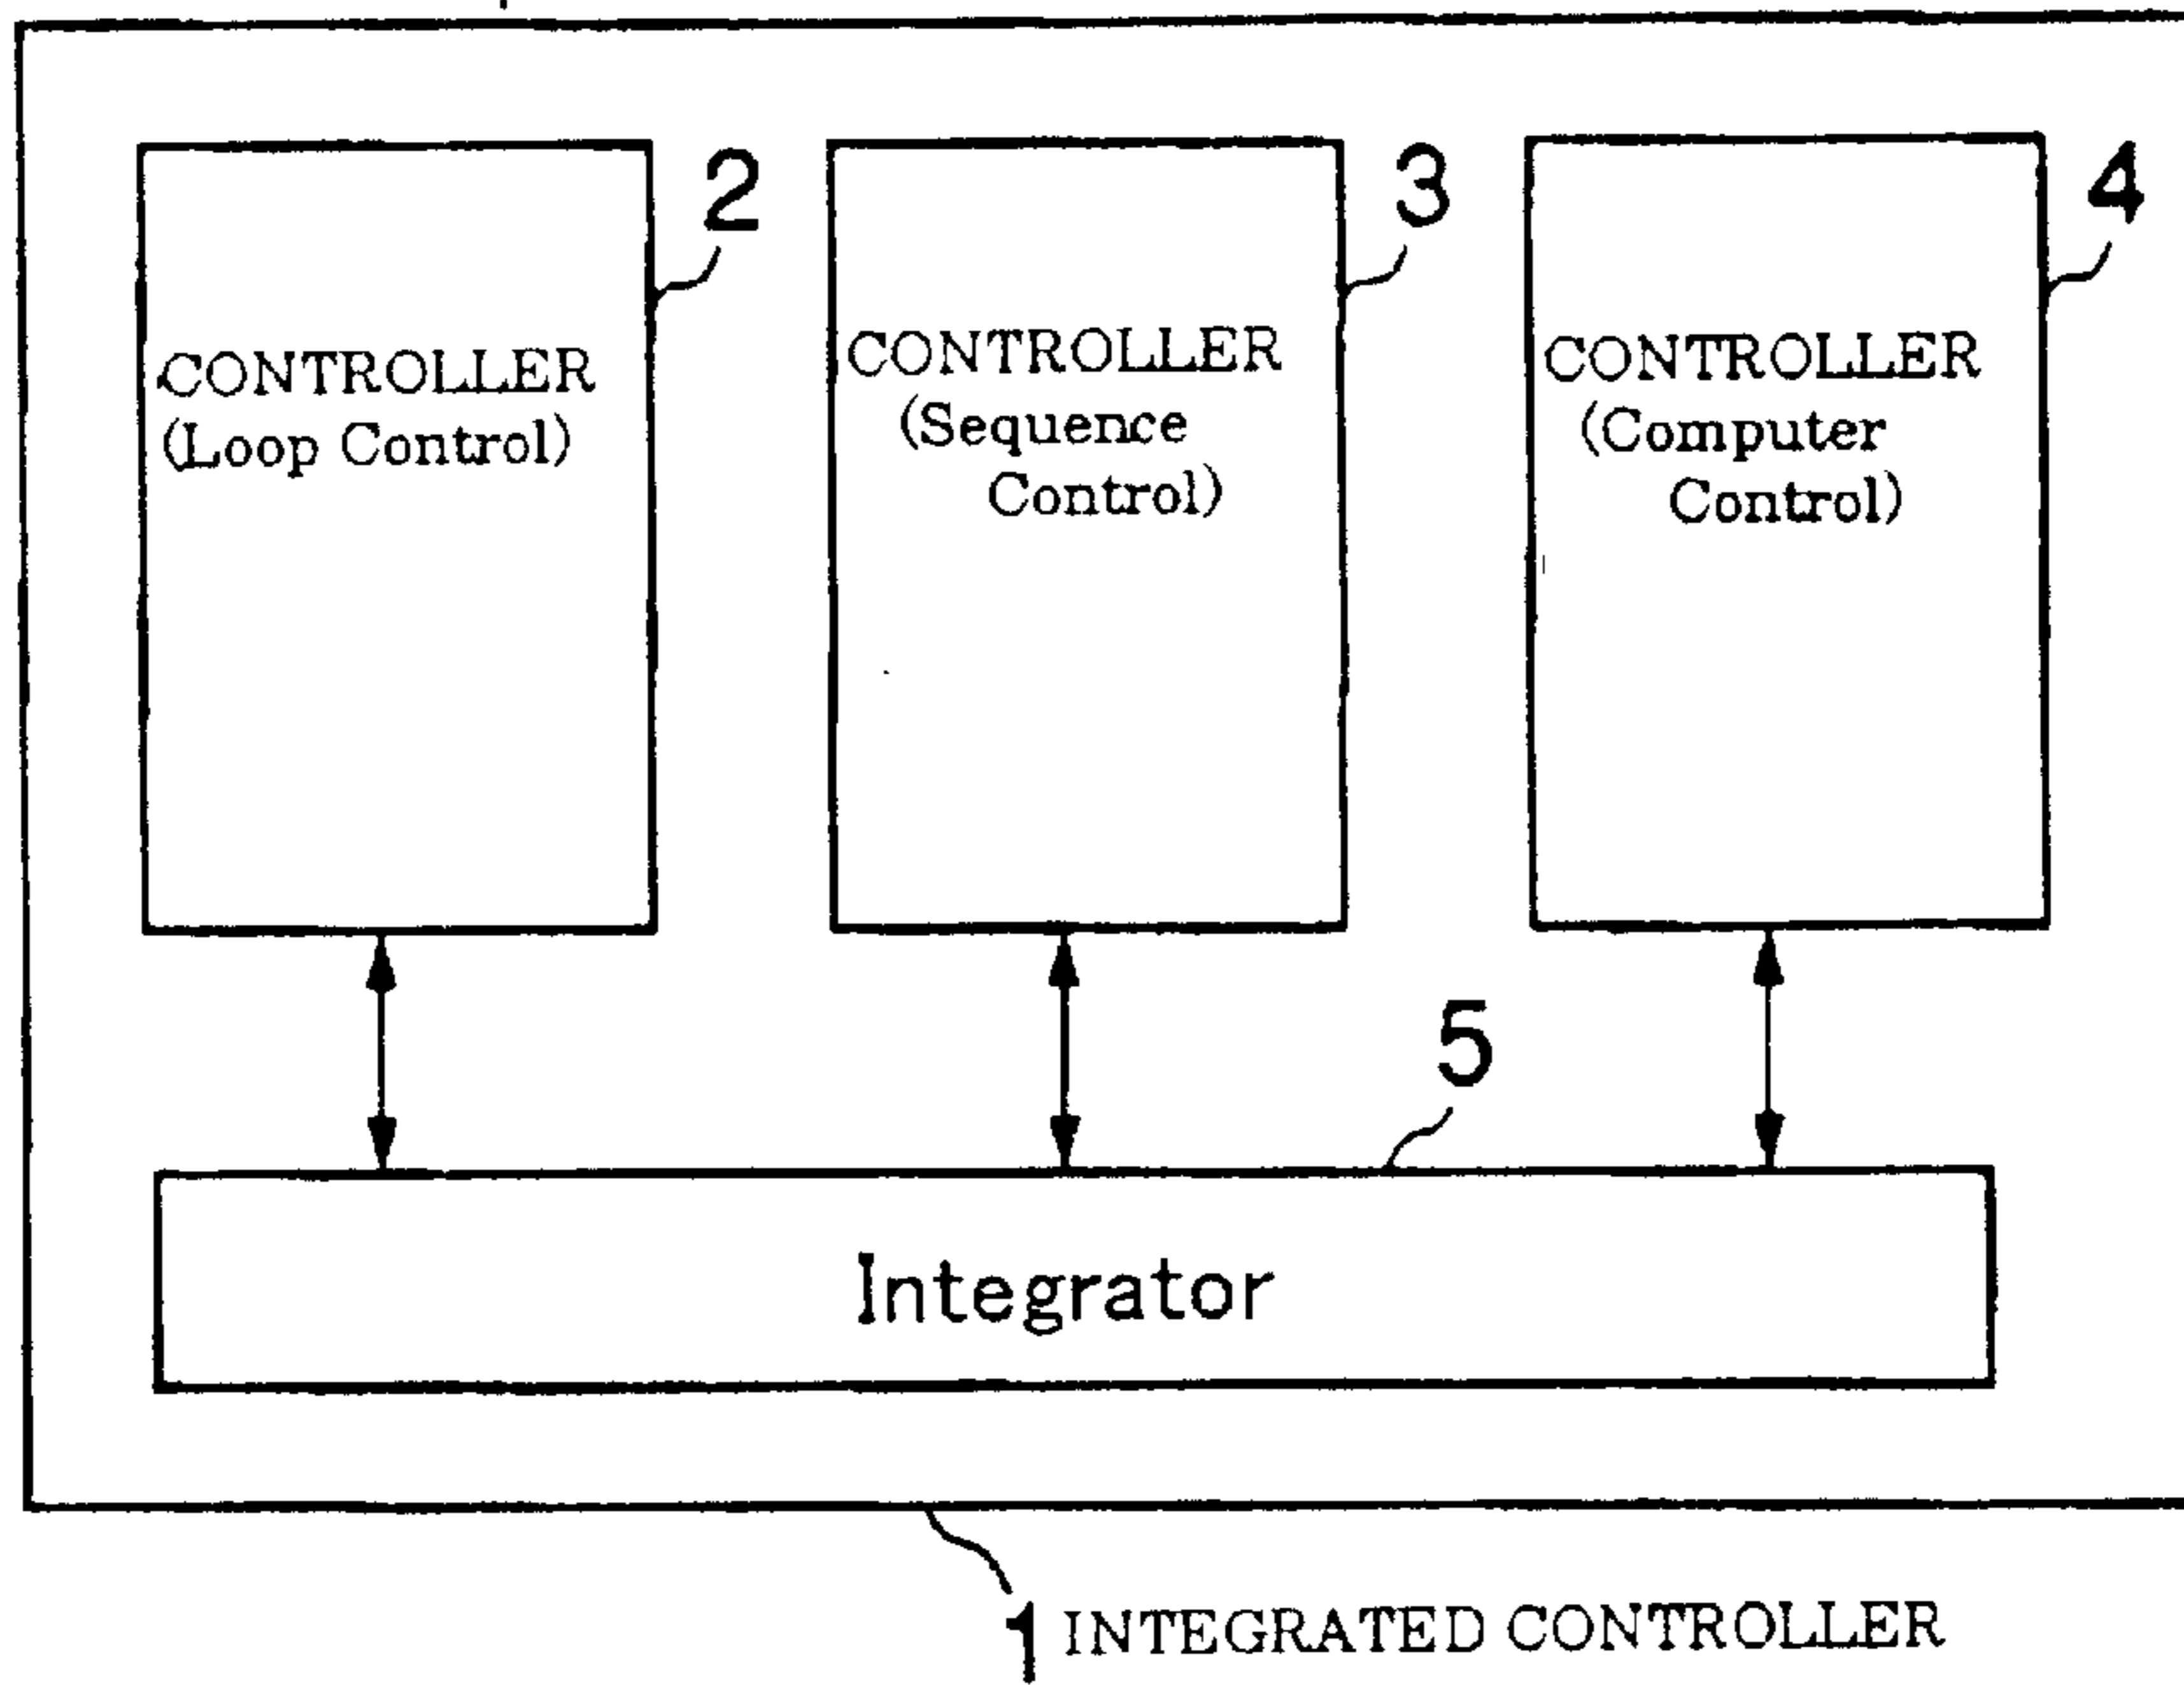 2
CONTROLLER
(Loop Control)
3
CONTROLLER
(Sequence
Control)
4
CONTROLLER
(Computer
Control)
5
Integrator
1 INTEGRATED CONTROLLER